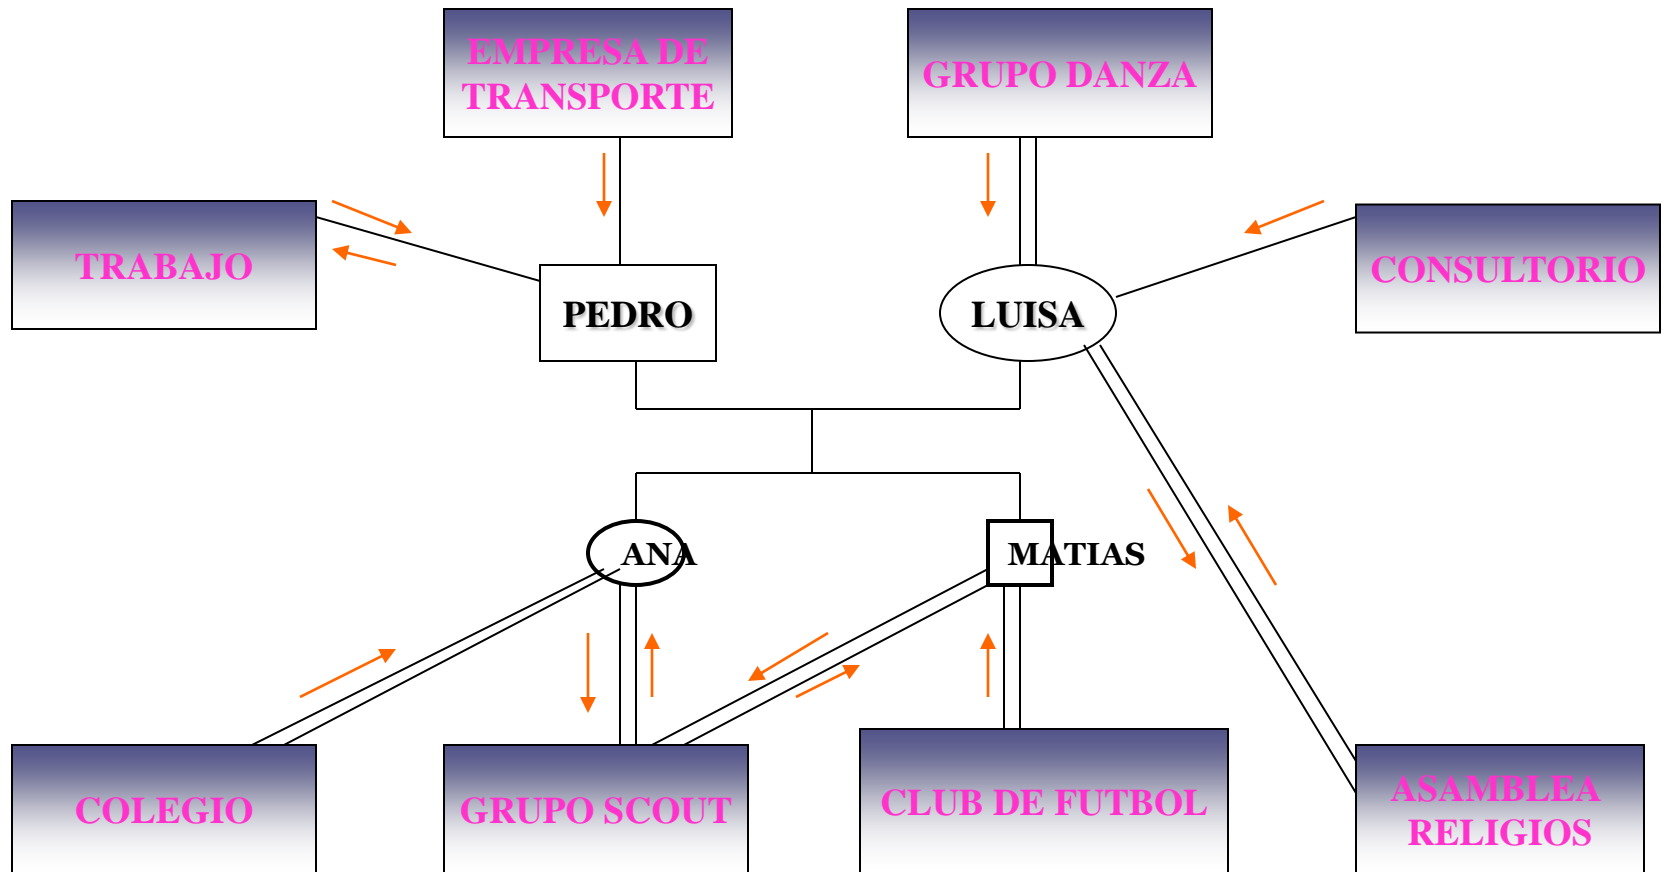 EMPRESA DE
TRANSPORTE
GRUPO DANZA
TRABAJO
CONSULTORIO
PEDRO
LUISA
ANA
MATIAS
COLEGIO
GRUPO SCOUT
CLUB DE FUTBOL
ASAMBLEA
RELIGIOS